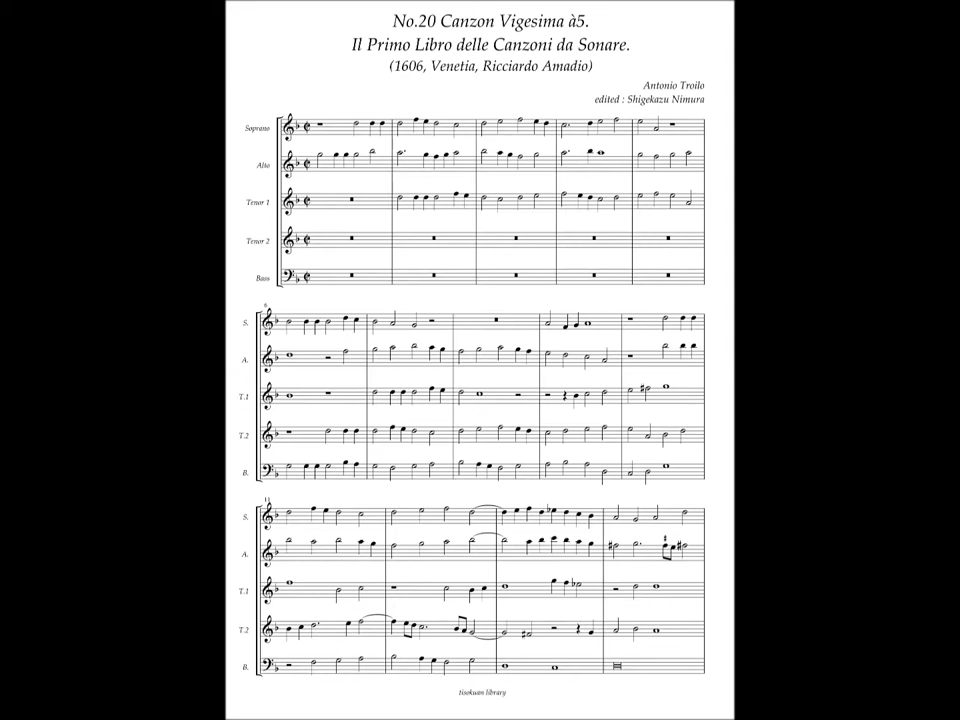 No.20 Canzon Vigesima à5.
Il Primo Libro delle Canzoni da Sonare.
(1606, Venetia, Ricciardo Amadio)
Antonio Troilo
edited : Shigekazu Nimura
Soprano
Alto
Tenor 1
Tenor 2
Bass
6
S.
A.
T.1
T.2
B.
11
S.
A.
T.1
T.2
B.
tisokuan library